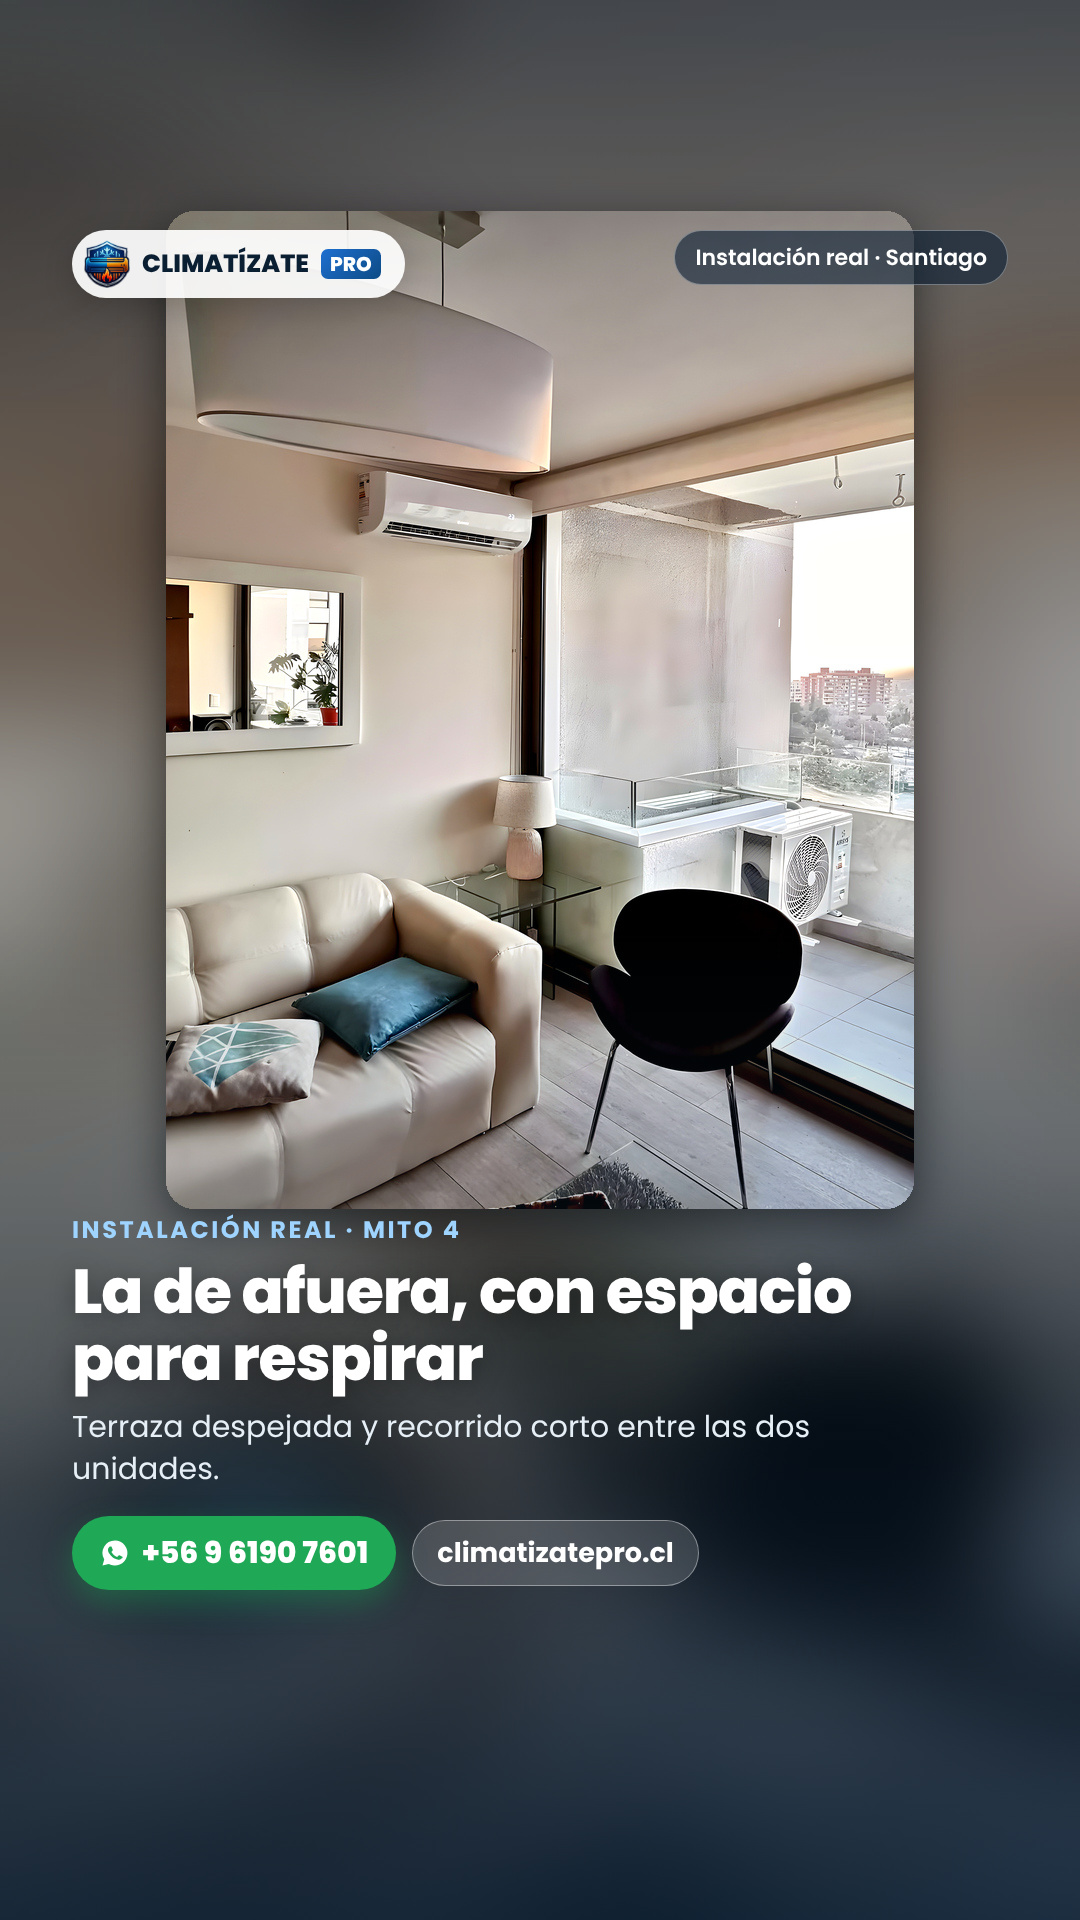 CLIMATÍZATE PRO
Instalación real · Santiago
INSTALACIÓN REAL · MITO 4
La de afuera, con espacio
para respirar
Terraza despejada y recorrido corto entre las dos
unidades.
+56 9 6190 7601
climatizatepro.cl